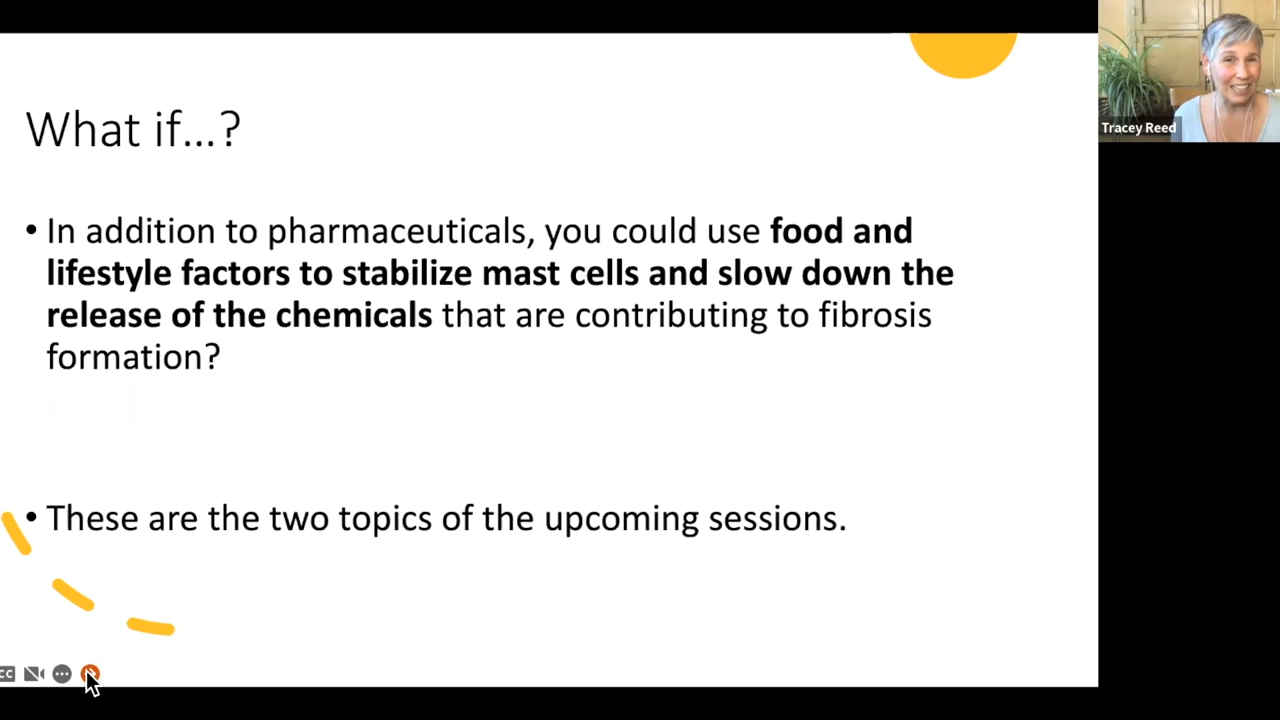 What if...?
• In addition to pharmaceuticals, you could use food and
lifestyle factors to stabilize mast cells and slow down the
release of the chemicals that are contributing to fibrosis
formation?
• These are the two topics of the upcoming sessions.
Tracey Reed
CC